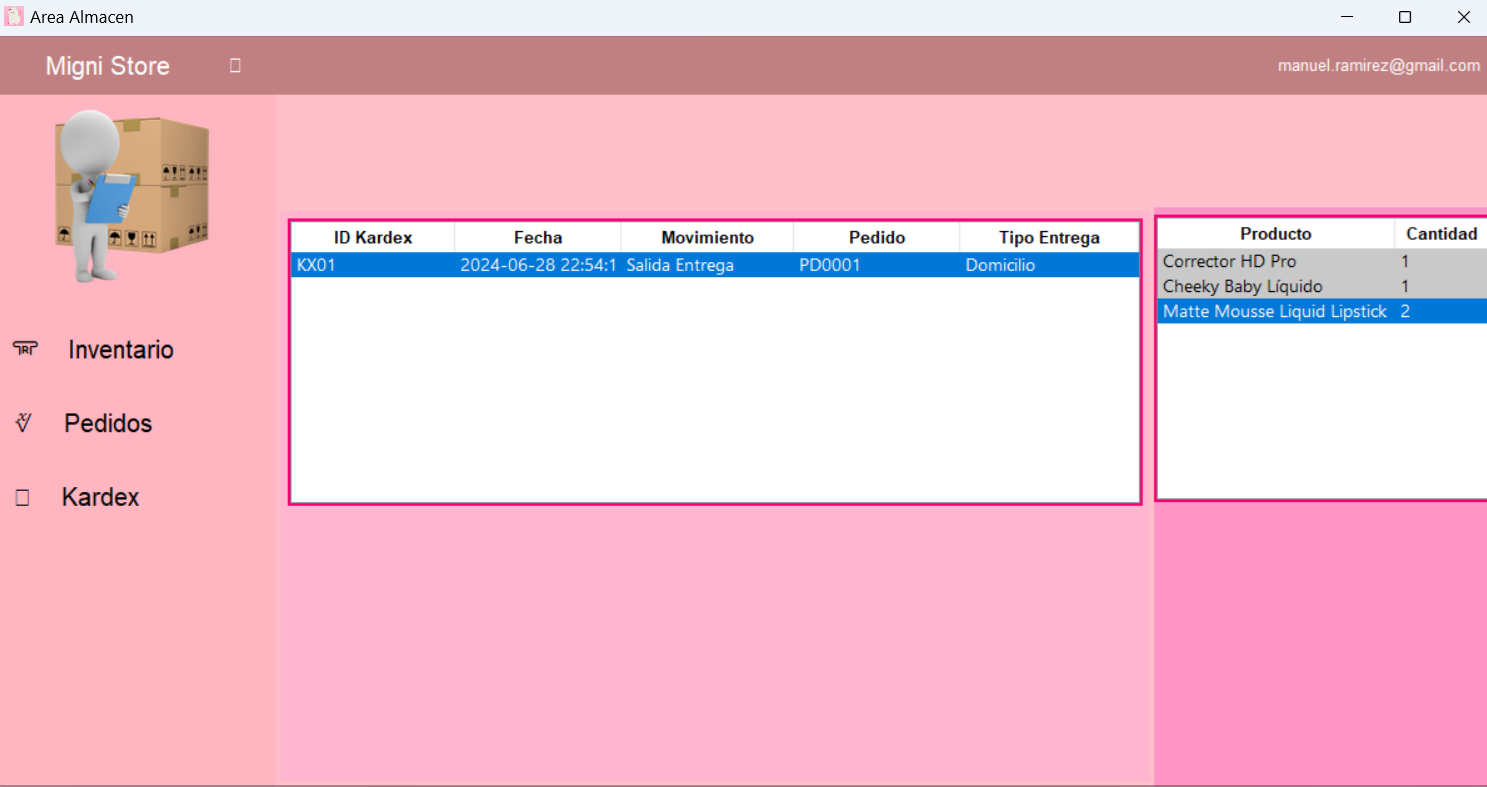 Area Almacen
Migni Store
manuel.ramirez@gmail.com
Inventario
Pedidos
Kardex
ID Kardex Fecha Movimiento Pedido Tipo Entrega
KX01 2024-06-28 22:54:1 Salida Entrega PD0001 Domicilio
Producto Cantidad
Corrector HD Pro 1
Cheeky Baby Líquido 1
Matte Mousse Liquid Lipstick 2